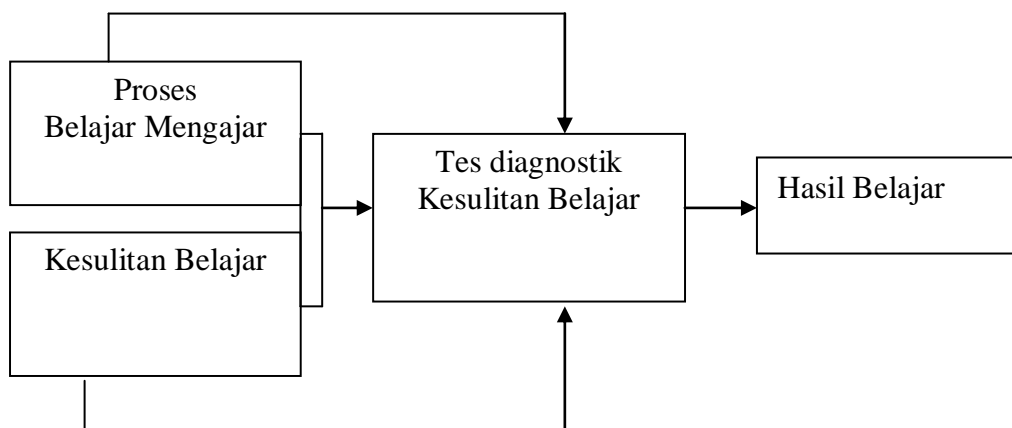 Proses
Belajar Mengajar
Kesulitan Belajar
Tes diagnostik
Kesulitan Belajar
Hasil Belajar